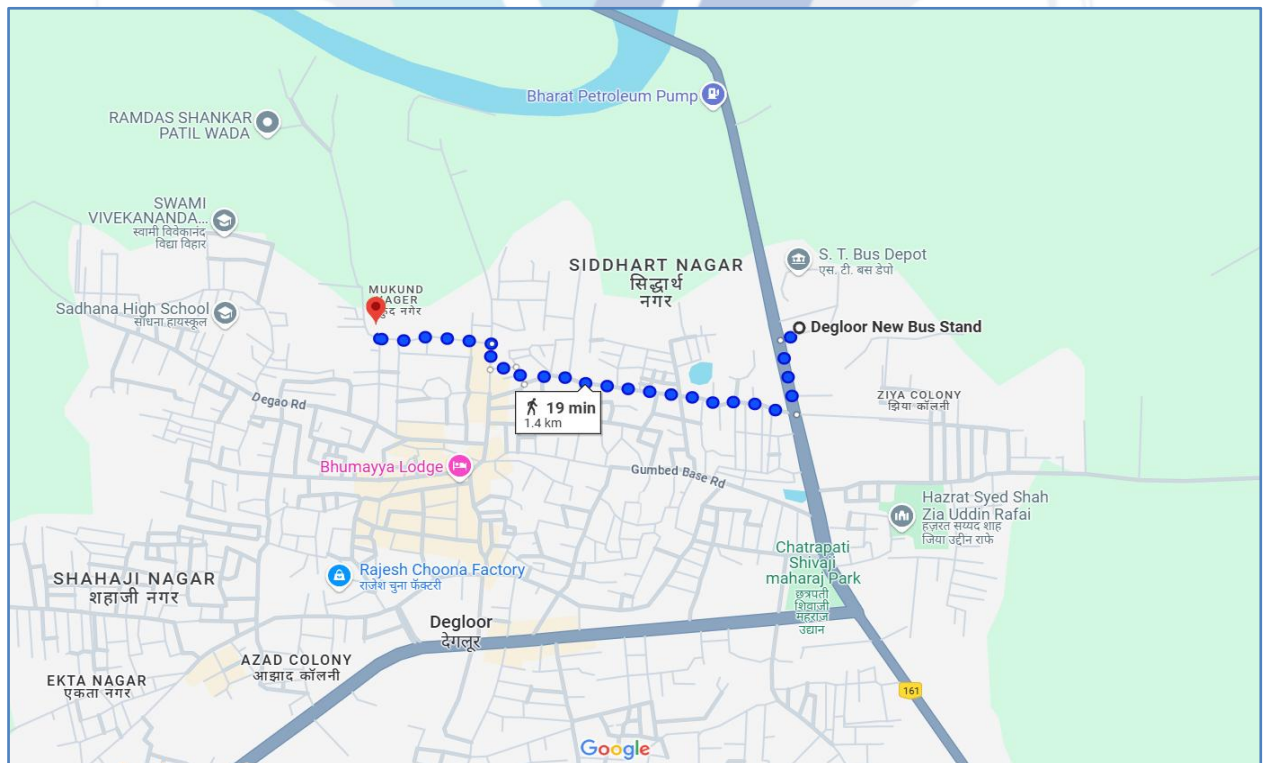 Bharat Petroleum Pump
RAMDAS SHANKAR
PATIL WADA
SWAMI
VIVEKANANDA...
स्वामी विवेकानंद
विद्या विहार
SIDDHART NAGAR
सिद्धार्थ
नगर
S. T. Bus Depot
एस. टी. बस डेपो
MUKUND
NAGER
मुकुंद नगेर
Sadhana High School
साधना हायस्कूल
Degloor New Bus Stand
Degao Rd
19 min
1.4 km
ZIYA COLONY
झिया कॉलनी
Bhumayya Lodge
Gumbed Base Rd
Hazrat Syed Shah
Zia Uddin Rafai
हज़रत सय्यद शाह
जिया उद्दीन राफे
Chatrapati
Shivaji
maharaj Park
छत्रपती
शिवाजी
महराज
उद्यान
Rajesh Choona Factory
राजेश चुना फॅक्टरी
SHAHAJI NAGAR
शहाजी नगर
Degloor
देगलूर
AZAD COLONY
आझाद कॉलनी
EKTA NAGAR
एकता नगर
161
Google